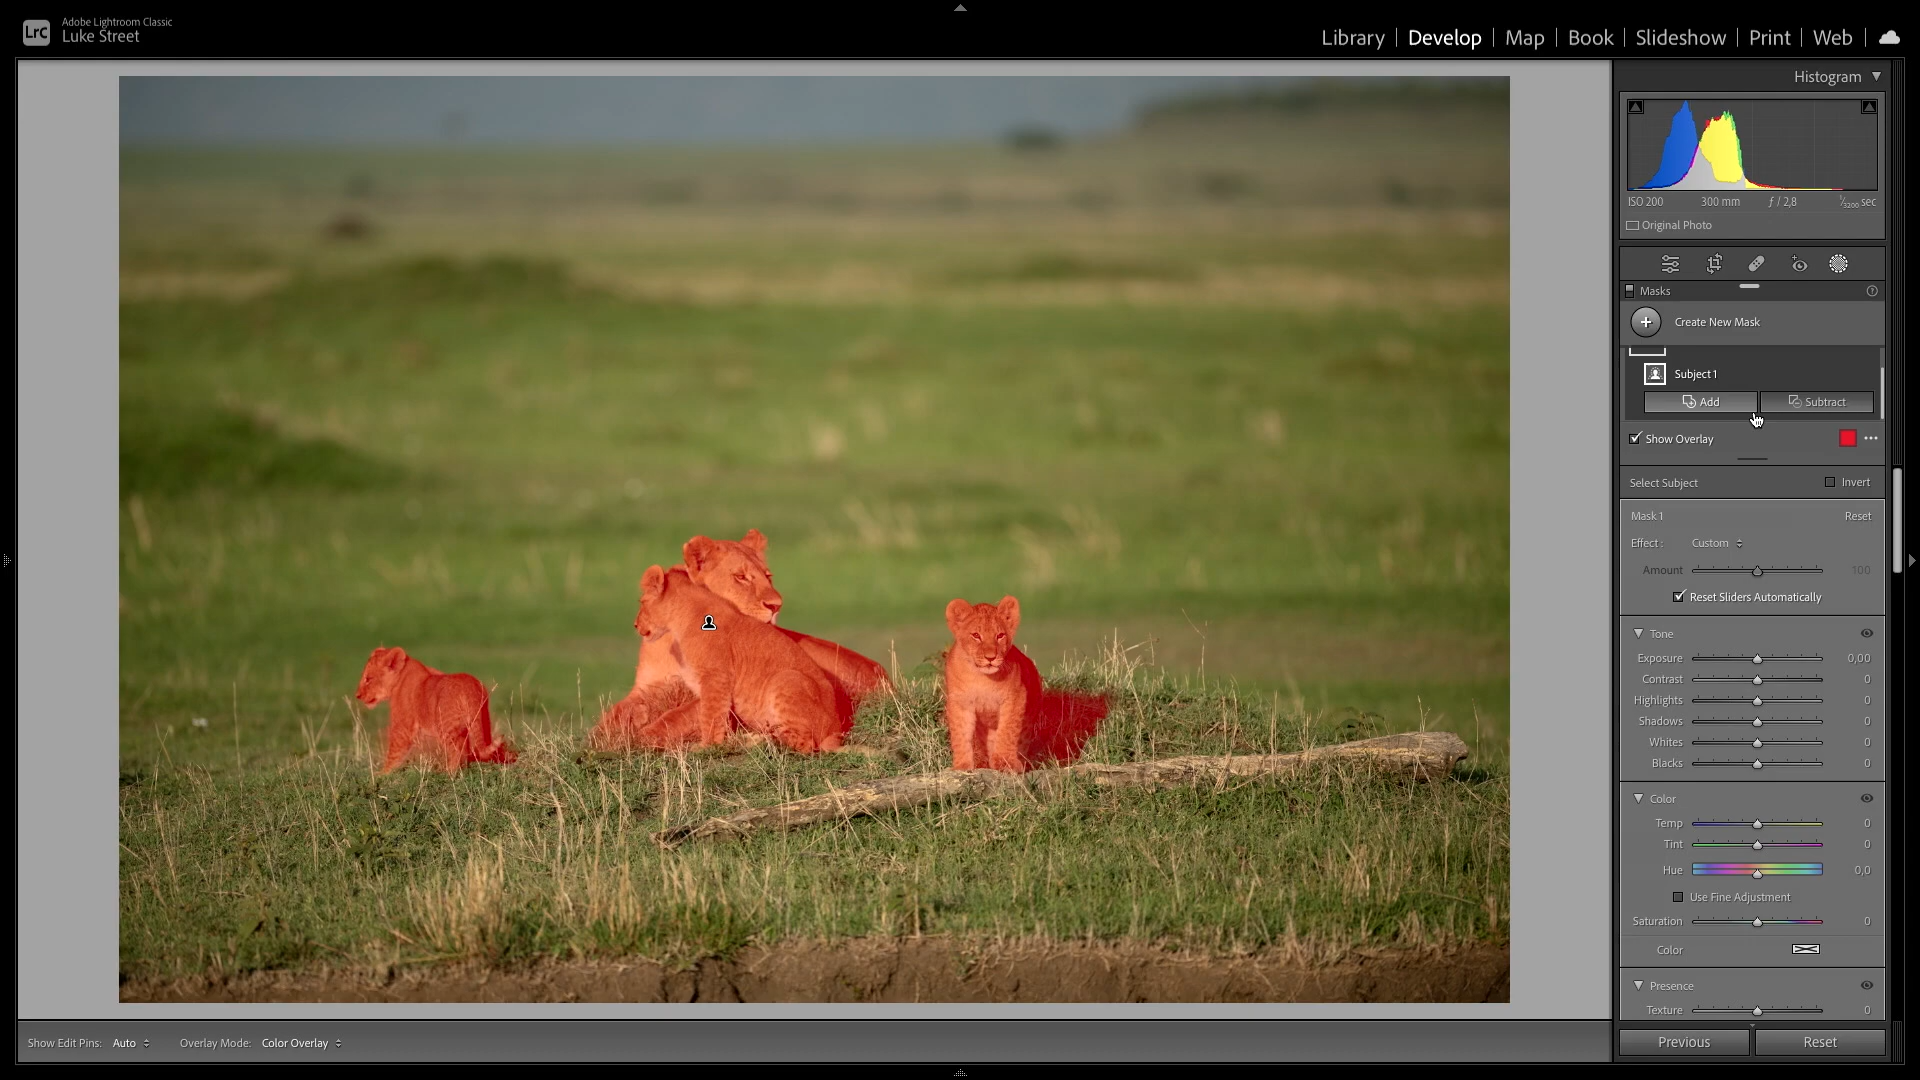 Adobe Lightroom Classic
LrC
Luke Street
Library | Develop | Map | Book | Slideshow | Print | Web |
Histogram
ISO 200 300 mm ƒ / 2,8 1/3200 sec
Original Photo
Masks
Create New Mask
Subject 1
Add Subtract
Show Overlay
Select Subject Invert
Mask 1 Reset
Effect : Custom
Amount 100
Reset Sliders Automatically
Tone
Exposure 0,00
Contrast 0
Highlights 0
Shadows 0
Whites 0
Blacks 0
Color
Temp 0
Tint 0
Hue 0,0
Use Fine Adjustment
Saturation 0
Color
Presence
Texture 0
Show Edit Pins: Auto Overlay Mode: Color Overlay
Previous Reset